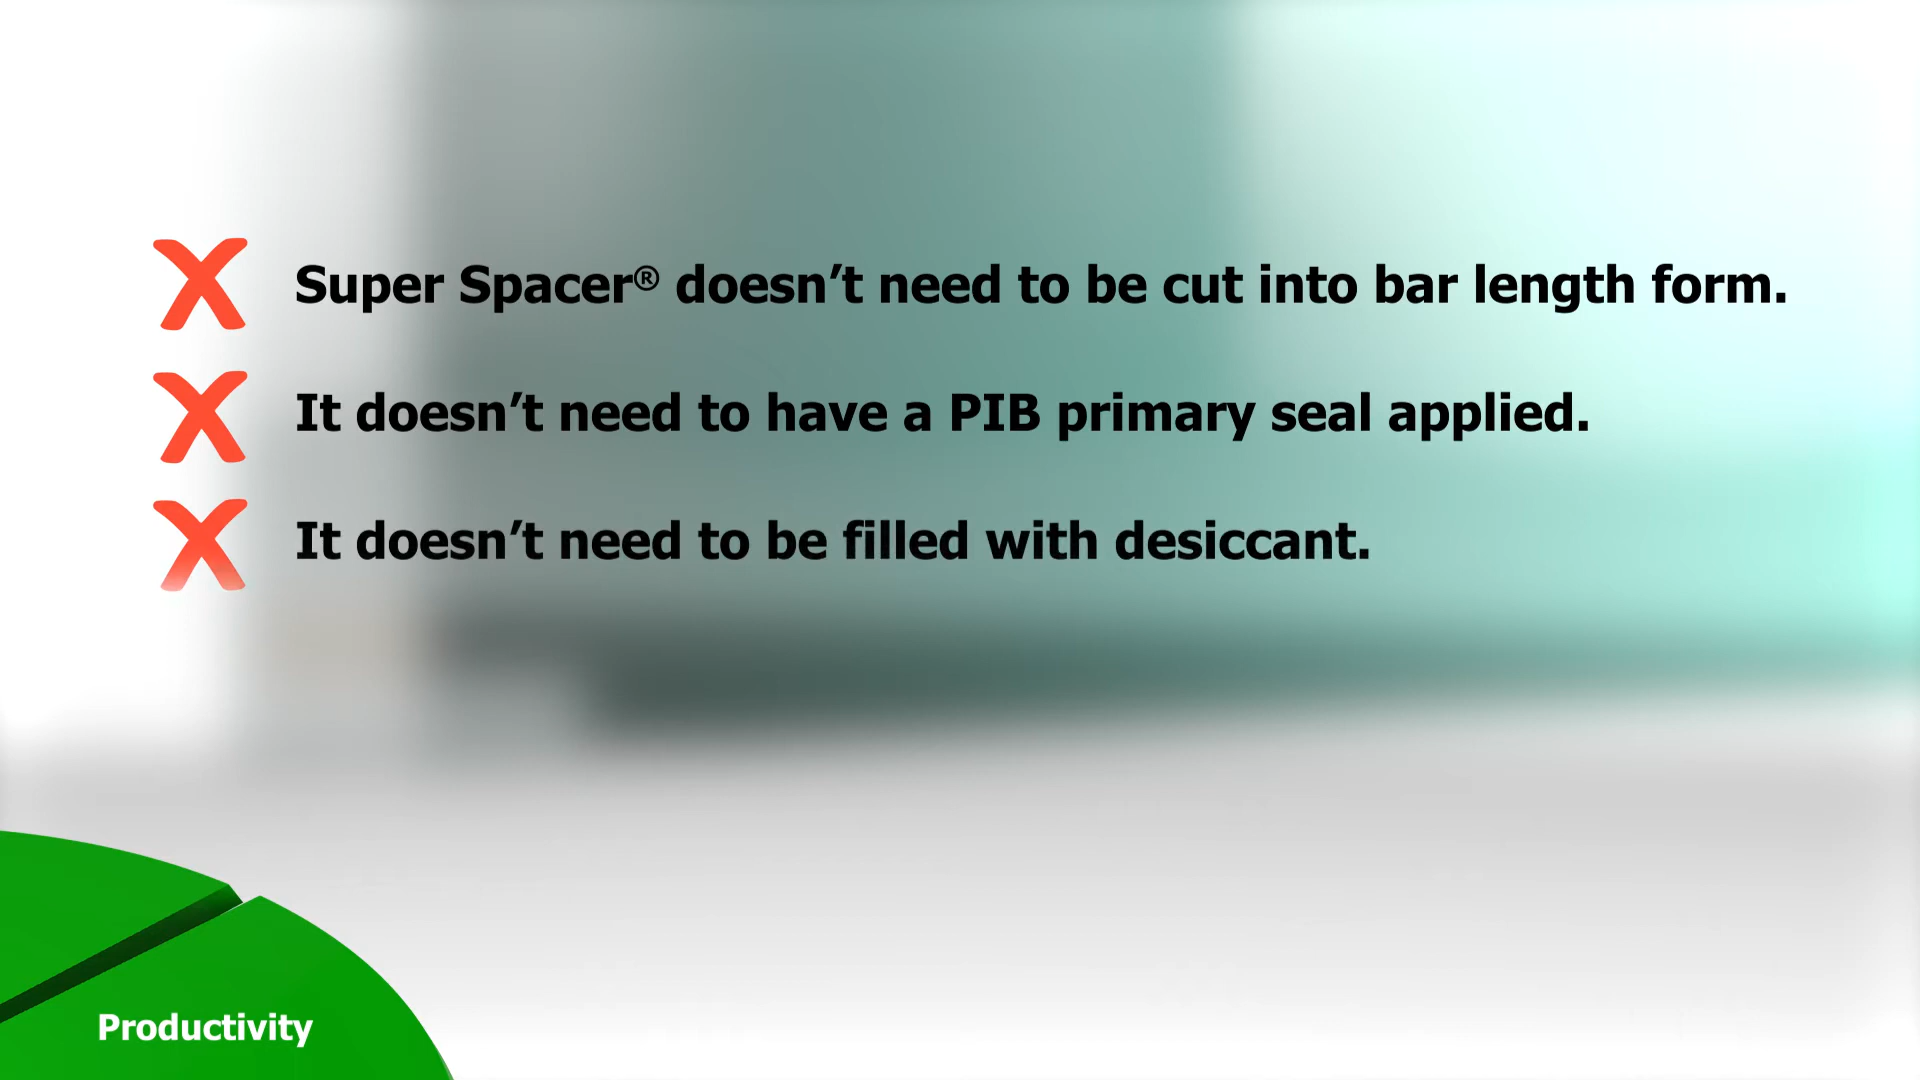 Super Spacer® doesn’t need to be cut into bar length form.
It doesn’t need to have a PIB primary seal applied.
It doesn’t need to be filled with desiccant.
Productivity